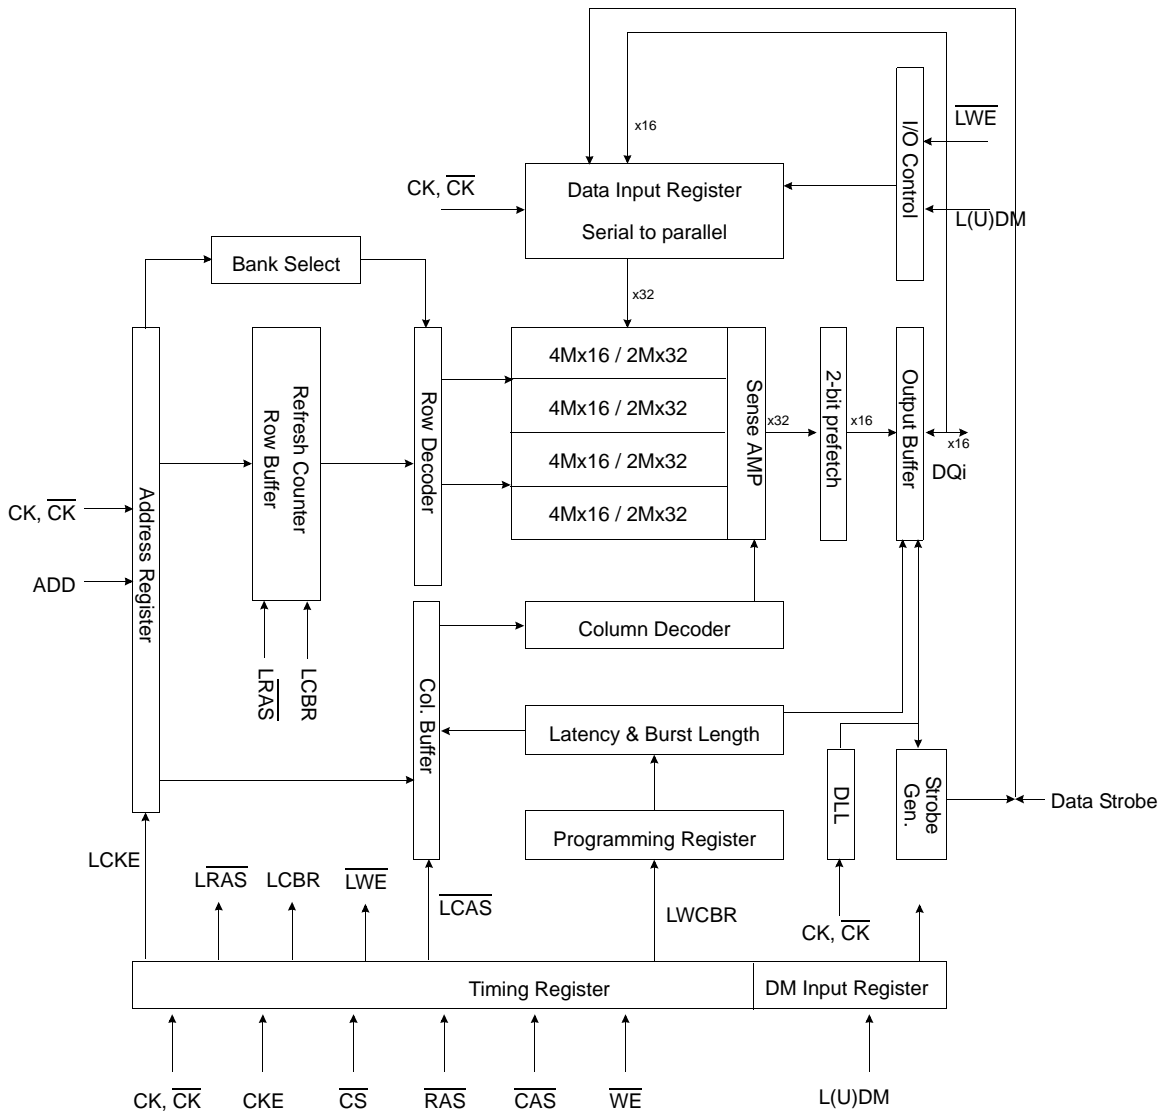 x16
LWE
I/O Control
CK, CK
Data Input Register
Serial to parallel
L(U)DM
Bank Select
x32
Address Register
Refresh Counter
Row Buffer
Row Decoder
4Mx16 / 2Mx32
4Mx16 / 2Mx32
4Mx16 / 2Mx32
4Mx16 / 2Mx32
Sense AMP
x32
2-bit prefetch
x16
Output Buffer
x16
DQi
CK, CK
ADD
LRAS
LCBR
Col. Buffer
Column Decoder
Latency & Burst Length
DLL
Strobe
Gen.
Data Strobe
Programming Register
LCKE
LRAS
LCBR
LWE
LCAS
LWCBR
CK, CK
Timing Register
DM Input Register
CK, CK
CKE
CS
RAS
CAS
WE
L(U)DM